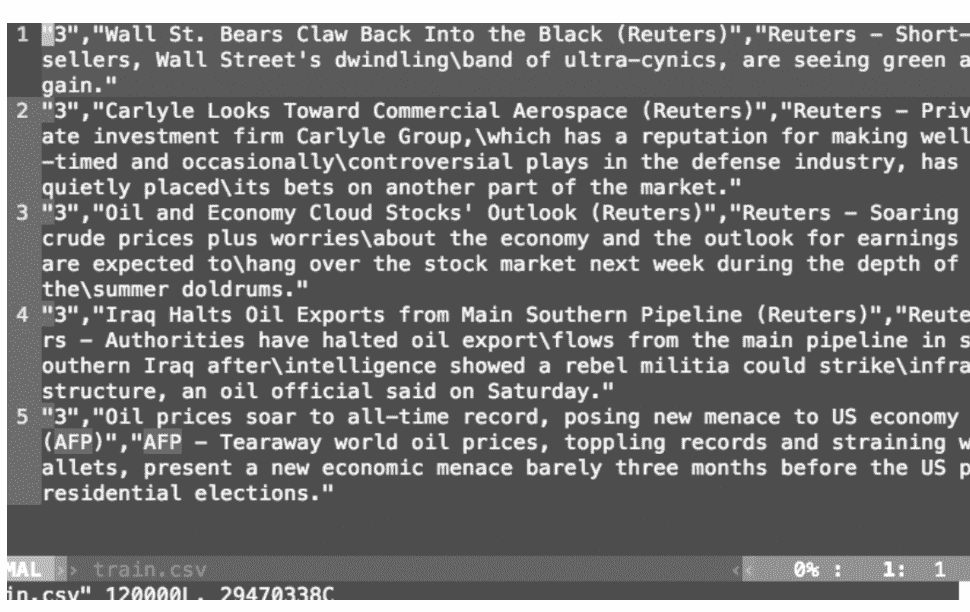 1 "3","Wall St. Bears Claw Back Into the Black (Reuters)","Reuters - Short-
sellers, Wall Street's dwindling\band of ultra-cynics, are seeing green a
gain."
2 "3","Carlyle Looks Toward Commercial Aerospace (Reuters)","Reuters - Priv
ate investment firm Carlyle Group,\which has a reputation for making well
-timed and occasionally\controversial plays in the defense industry, has
quietly placed\its bets on another part of the market."
3 "3","Oil and Economy Cloud Stocks' Outlook (Reuters)","Reuters - Soaring
crude prices plus worries\about the economy and the outlook for earnings
are expected to\hang over the stock market next week during the depth of
the\summer doldrums."
4 "3","Iraq Halts Oil Exports from Main Southern Pipeline (Reuters)","Reute
rs - Authorities have halted oil export\flows from the main pipeline in s
outhern Iraq after\intelligence showed a rebel militia could strike\infra
structure, an oil official said on Saturday."
5 "3","Oil prices soar to all-time record, posing new menace to US economy
(AFP)","AFP - Tearaway world oil prices, toppling records and straining w
allets, present a new economic menace barely three months before the US p
residential elections."
MAL >> train.csv << 0% : 1: 1
in.csv" 120000L, 29470338C